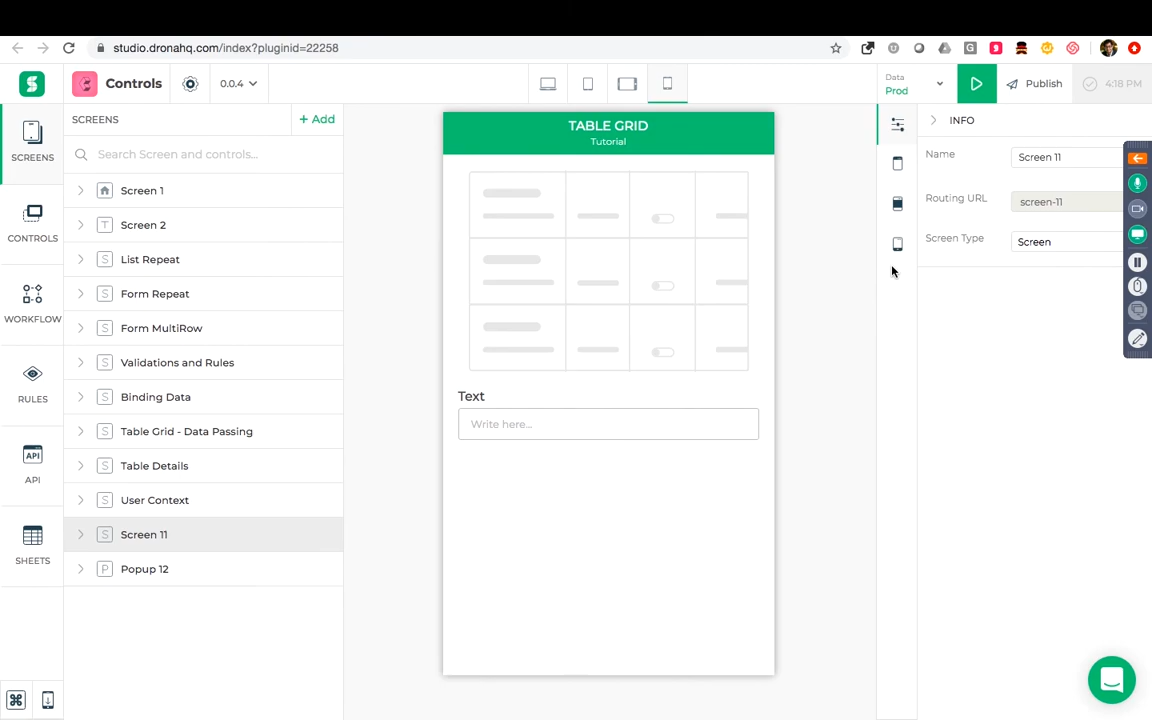 studio.dronahq.com/index?pluginid=22258
Controls
0.0.4
Data
Prod
Publish
4:18 PM
SCREENS
+ Add
INFO
Search Screen and controls...
SCREENS
CONTROLS
WORKFLOW
RULES
API
API
SHEETS
Screen 1
T Screen 2
S List Repeat
S Form Repeat
S Form MultiRow
S Validations and Rules
S Binding Data
S Table Grid - Data Passing
S Table Details
S User Context
S Screen 11
P Popup 12
TABLE GRID
Tutorial
Text
Write here...
Name
Screen 11
Routing URL
screen-11
Screen Type
Screen